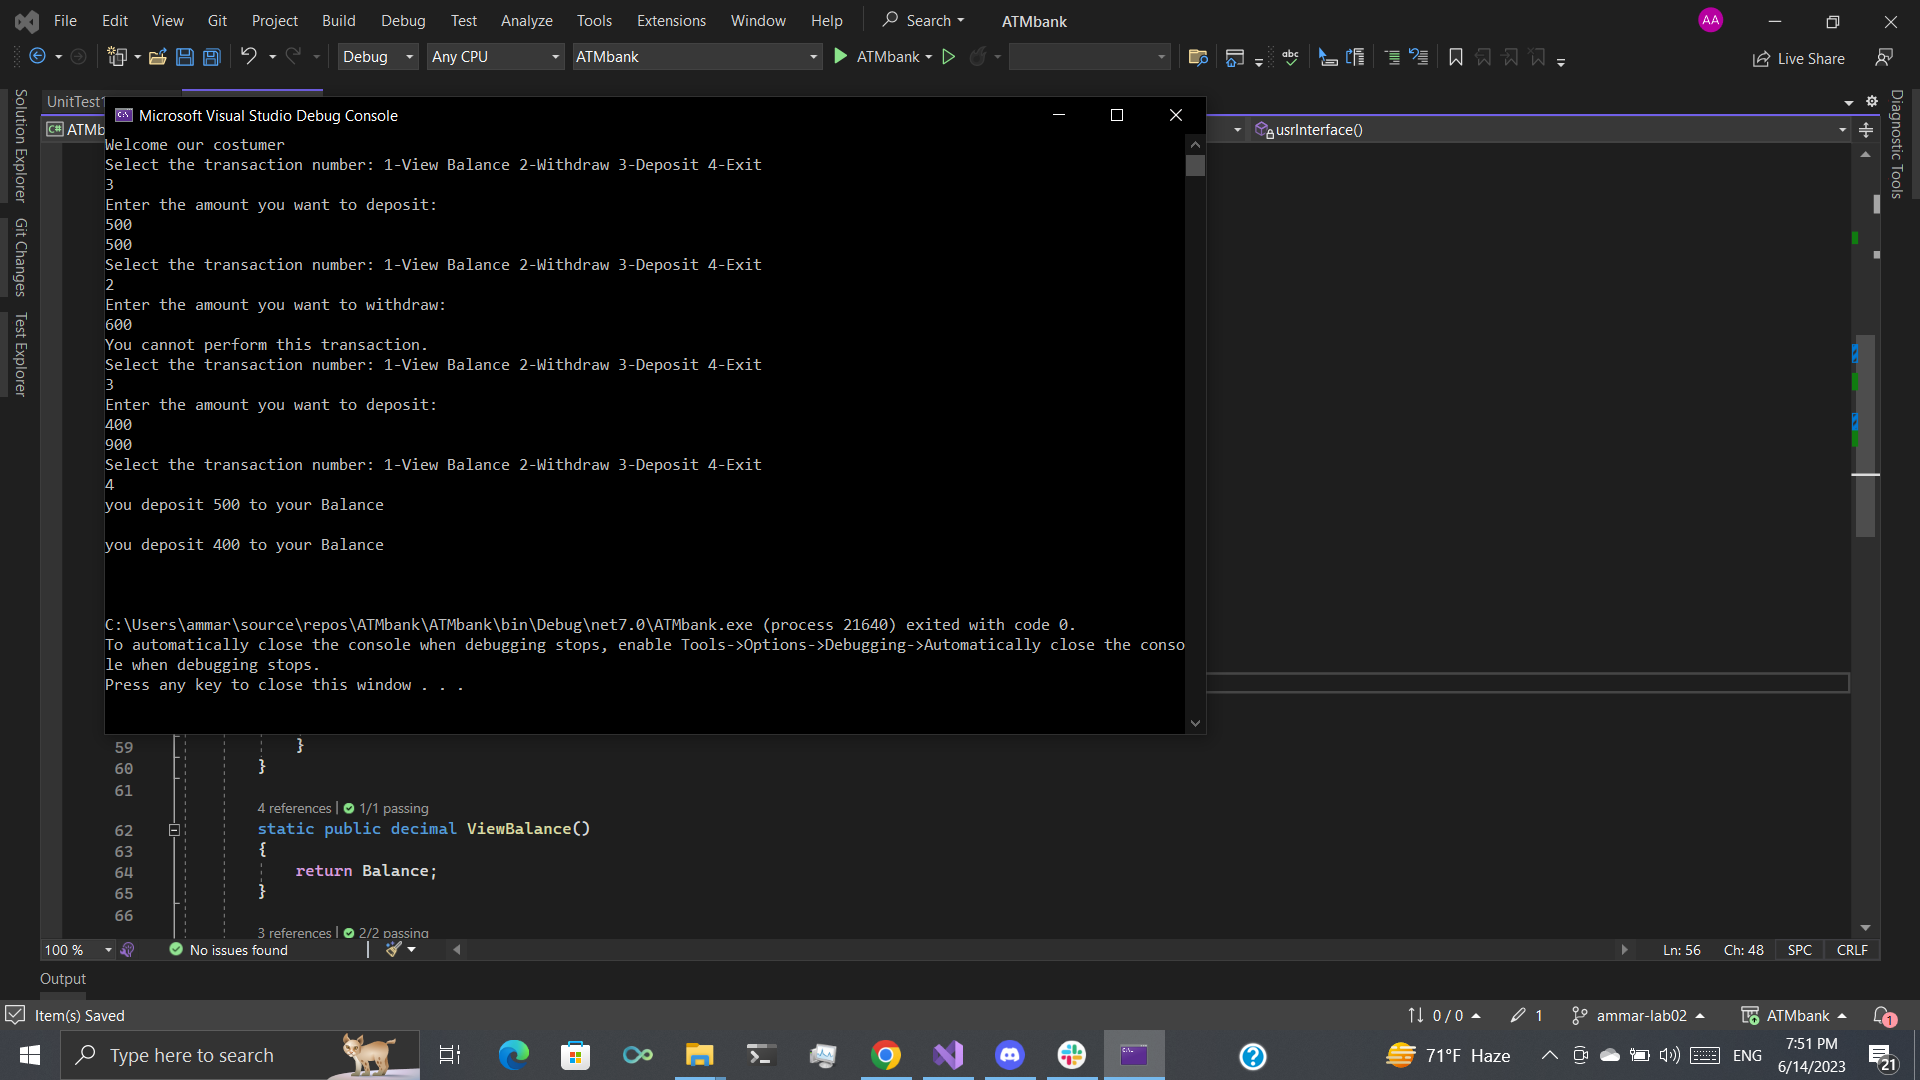 File Edit View Git Project Build Debug Test Analyze Tools Extensions Window Help Search ATMbank AA
Debug Any CPU ATMbank ATMbank Live Share
Solution Explorer
Git Changes
Test Explorer
Diagnostic Tools
UnitTest1
C# ATMb
usrInterface()
Microsoft Visual Studio Debug Console
Welcome our costumer
Select the transaction number: 1-View Balance 2-Withdraw 3-Deposit 4-Exit
3
Enter the amount you want to deposit:
500
500
Select the transaction number: 1-View Balance 2-Withdraw 3-Deposit 4-Exit
2
Enter the amount you want to withdraw:
600
You cannot perform this transaction.
Select the transaction number: 1-View Balance 2-Withdraw 3-Deposit 4-Exit
3
Enter the amount you want to deposit:
400
900
Select the transaction number: 1-View Balance 2-Withdraw 3-Deposit 4-Exit
4
you deposit 500 to your Balance
you deposit 400 to your Balance
C:\Users\ammar\source\repos\ATMbank\ATMbank\bin\Debug\net7.0\ATMbank.exe (process 21640) exited with code 0.
To automatically close the console when debugging stops, enable Tools->Options->Debugging->Automatically close the conso
le when debugging stops.
Press any key to close this window . . .
59 }
60 }
61
4 references | 1/1 passing
62 static public decimal ViewBalance()
63 {
64 return Balance;
65 }
66
3 references | 2/2 passing
100 % No issues found Ln: 56 Ch: 48 SPC CRLF
Output
Item(s) Saved 0 / 0 1 ammar-lab02 ATMbank 1
Type here to search 71°F Haze ENG 7:51 PM
6/14/2023 21